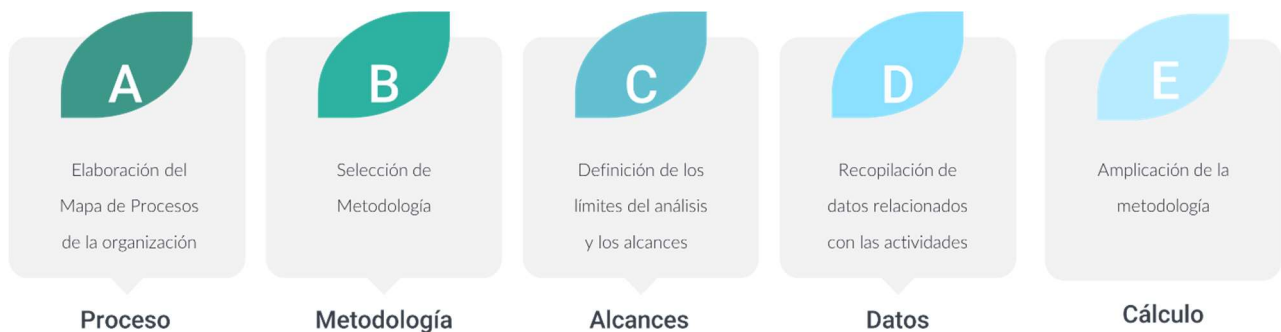 A
Elaboración del
Mapa de Procesos
de la organización
Proceso
B
Selección de
Metodología
Metodología
C
Definición de los
límites del análisis
y los alcances
Alcances
D
Recopilación de
datos relacionados
con las actividades
Datos
E
Amplicación de la
metodología
Cálculo